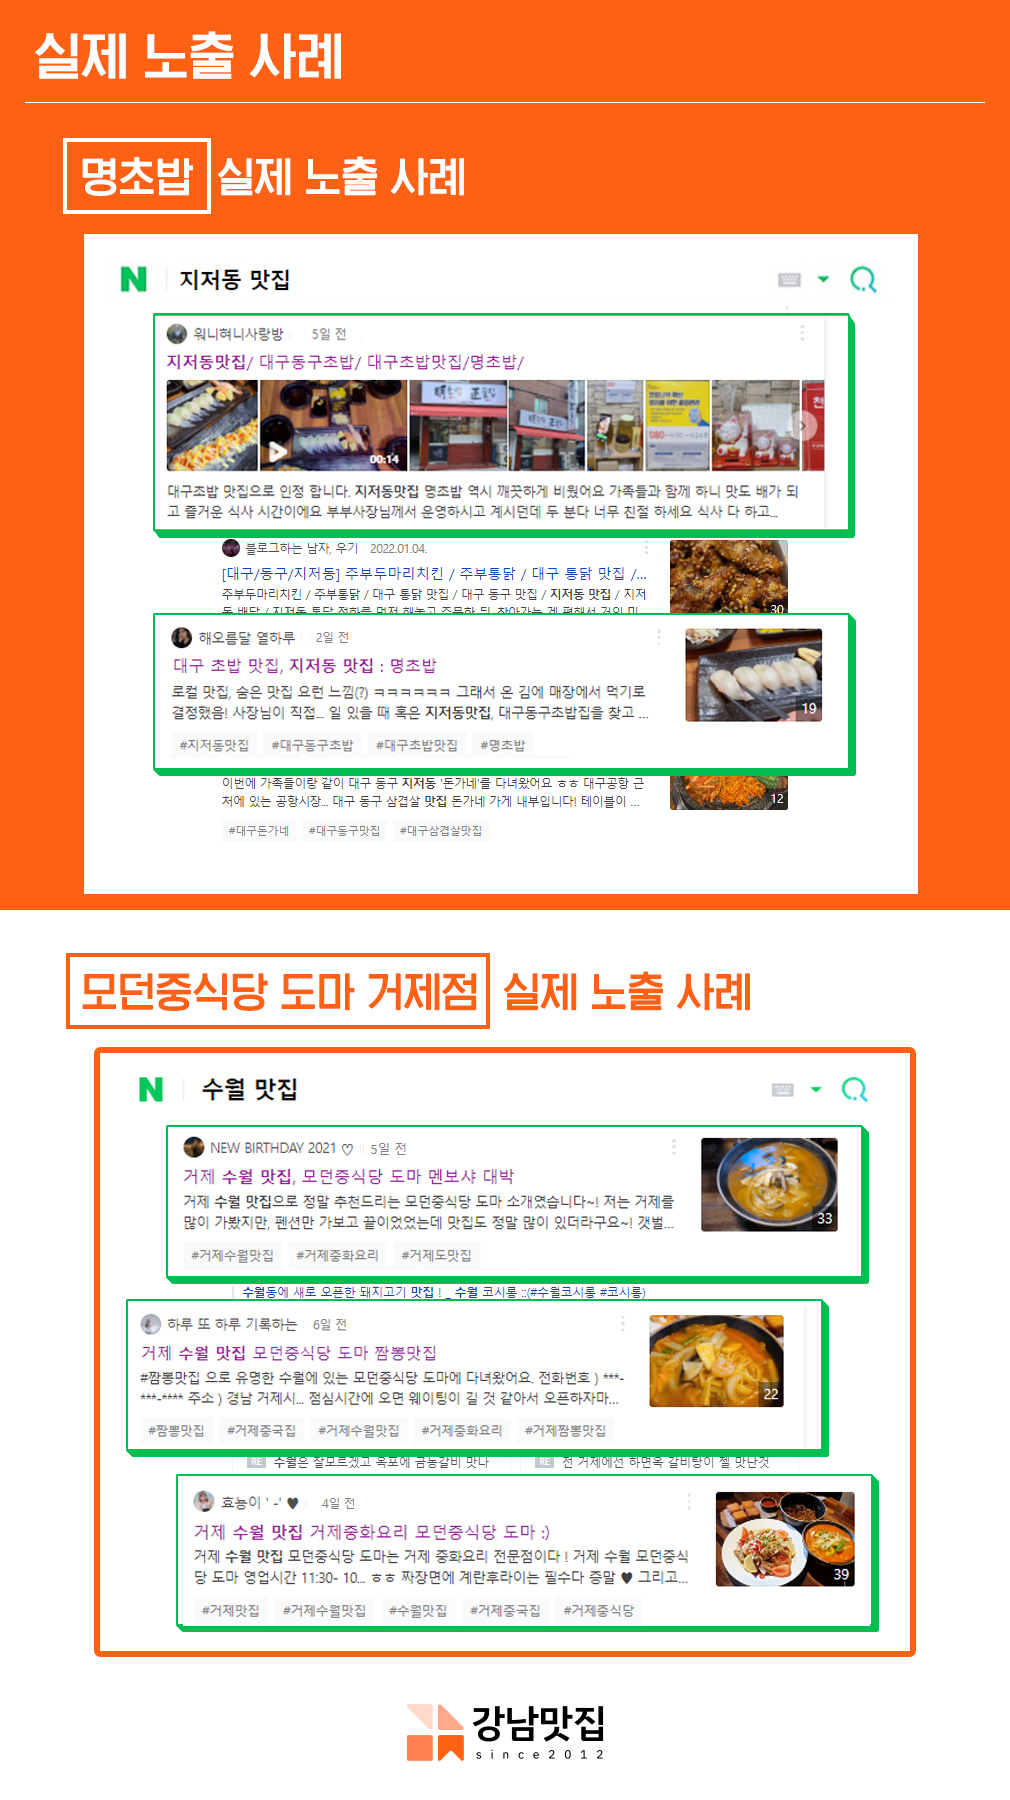 실제 노출 사례
명초밥 실제 노출 사례
N 지저동 맛집
워니혀니사랑방 5일 전
지저동맛집/ 대구동구초밥/ 대구초밥맛집/명초밥/
00:14
대구초밥 맛집으로 인정 합니다. 지저동맛집 명초밥 역시 깨끗하게 비웠어요 가족들과 함께 하니 맛도 배가 되
고 즐거운 식사 시간이에요 부부사장님께서 운영하시고 계시던데 두 분다 너무 친절 하세요 식사 다 하고...
블로그하는 남자, 우기 2022.01.04.
[대구/동구/지저동] 주부두마리치킨 / 주부통닭 / 대구 통닭 맛집 /...
주부두마리치킨 / 주부통닭 / 대구 통닭 맛집 / 대구 동구 맛집 / 지저동 맛집 / 지저
30
해오름달 열하루 2일 전
대구 초밥 맛집, 지저동 맛집 : 명초밥
로컬 맛집, 숨은 맛집 요런 느낌(?) ㅋㅋㅋㅋㅋㅋ 그래서 온 김에 매장에서 먹기로
결정했음! 사장님이 직접... 일 있을 때 혹은 지저동맛집, 대구동구초밥집을 찾고 ...
19
#지저동맛집 #대구동구초밥 #대구초밥맛집 #명초밥
이번에 가족들이랑 같이 대구 동구 지저동 '돈가네'를 다녀왔어요 ㅎㅎ 대구공항 근
처에 있는 공항시장... 대구 동구 삼겹살 맛집 돈가네 가게 내부입니다! 테이블이 ...
12
#대구돈가네 #대구동구맛집 #대구삼겹살맛집
모던중식당 도마 거제점 실제 노출 사례
N 수월 맛집
NEW BIRTHDAY 2021 ♡ 5일 전
거제 수월 맛집, 모던중식당 도마 멘보샤 대박
거제 수월 맛집으로 정말 추천드리는 모던중식당 도마 소개였습니다~! 저는 거제를
많이 가봤지만, 펜션만 가보고 끝이었었는데 맛집도 정말 많이 있더라구요~! 갯벌...
33
#거제수월맛집 #거제중화요리 #거제도맛집
수월동에 새로 오픈한 돼지고기 맛집 ! _ 수월 코시롱 ::(#수월코시롱 #코시롱)
하루 또 하루 기록하는 6일 전
거제 수월 맛집 모던중식당 도마 짬뽕맛집
#짬뽕맛집 으로 유명한 수월에 있는 모던중식당 도마에 다녀왔어요. 전화번호 ) ***-
***-**** 주소 ) 경남 거제시... 점심시간에 오면 웨이팅이 길 것 같아서 오픈하자마...
22
#짬뽕맛집 #거제중국집 #거제수월맛집 #거제중화요리 #거제짬뽕맛집
RE 수월은 잘모르겠고 옥포에 금동갈비 맛나 RE 전 거제에선 하면옥 갈비탕이 젤 맛난것
효뇽이 ' -' ♥ 4일 전
거제 수월 맛집 거제중화요리 모던중식당 도마 :)
거제 수월 맛집 모던중식당 도마는 거제 중화요리 전문점이다 ! 거제 수월 모던중식
당 도마 영업시간 11:30- 10... ㅎㅎ 짜장면에 계란후라이는 필수다 증말 ♥ 그리고...
39
#거제맛집 #거제수월맛집 #수월맛집 #거제중국집 #거제중식당
강남맛집
since2012